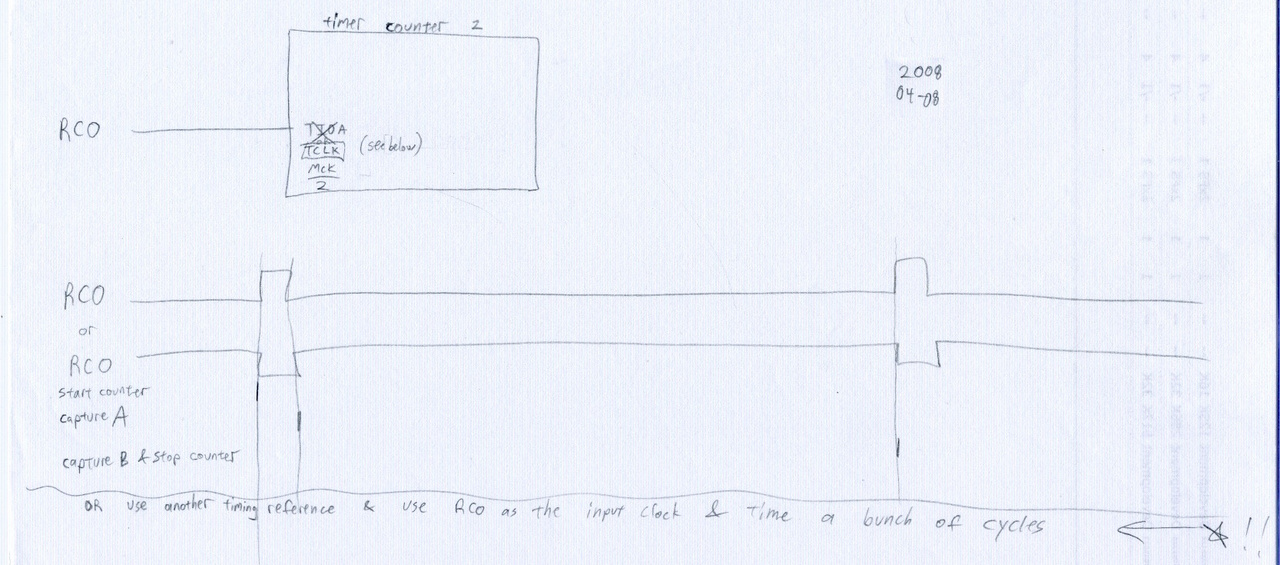 timer counter 2
2008
04-08
RCO
TIOA
TCLK (see below)
MCK
2
RCO
or
RCO
start counter
capture A
capture B & stop counter
OR use another timing reference & use RCO as the input clock & time a bunch of cycles !!